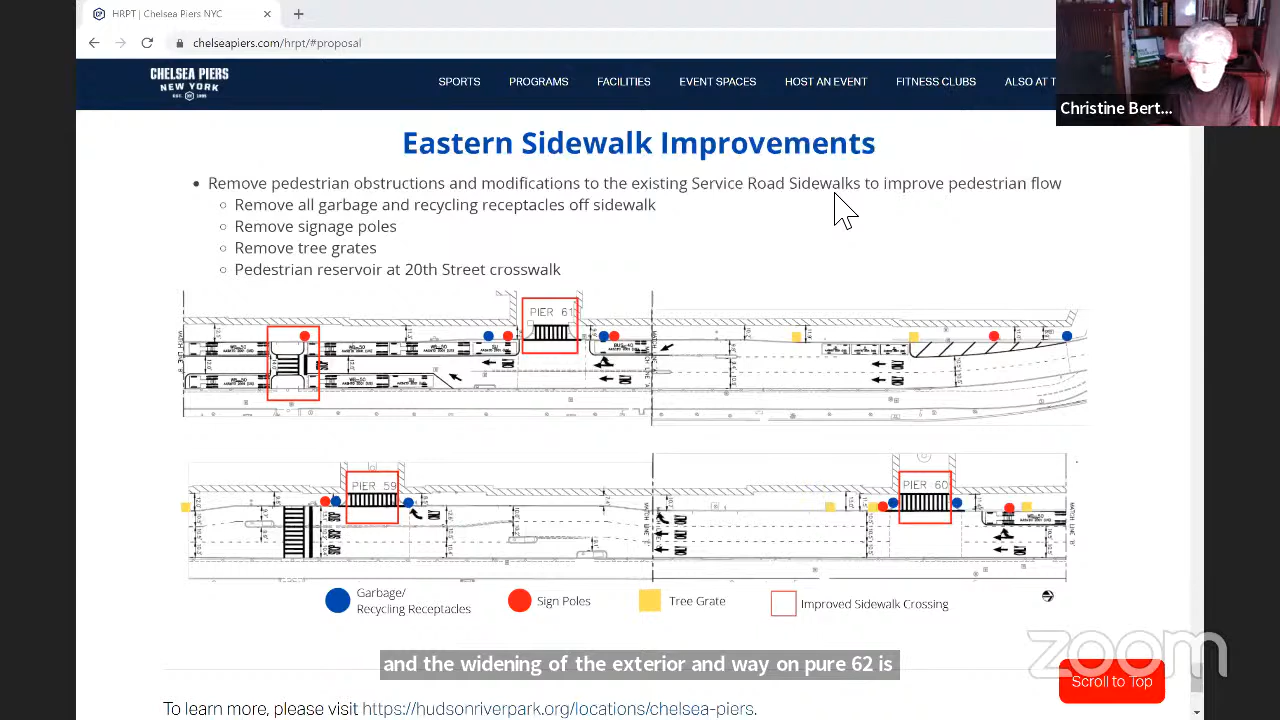 HRPT | Chelsea Piers NYC
chelseapiers.com/hrpt/#proposal
CHELSEA PIERS
NEW YORK
EST. 1995
SPORTS PROGRAMS FACILITIES EVENT SPACES HOST AN EVENT FITNESS CLUBS ALSO AT T
Christine Bert...
Eastern Sidewalk Improvements
Remove pedestrian obstructions and modifications to the existing Service Road Sidewalks to improve pedestrian flow
Remove all garbage and recycling receptacles off sidewalk
Remove signage poles
Remove tree grates
Pedestrian reservoir at 20th Street crosswalk
PIER 61
PIER 59
PIER 60
Garbage/
Recycling Receptacles
Sign Poles
Tree Grate
Improved Sidewalk Crossing
and the widening of the exterior and way on pure 62 is
zoom
Scroll to Top
To learn more, please visit https://hudsonriverpark.org/locations/chelsea-piers.